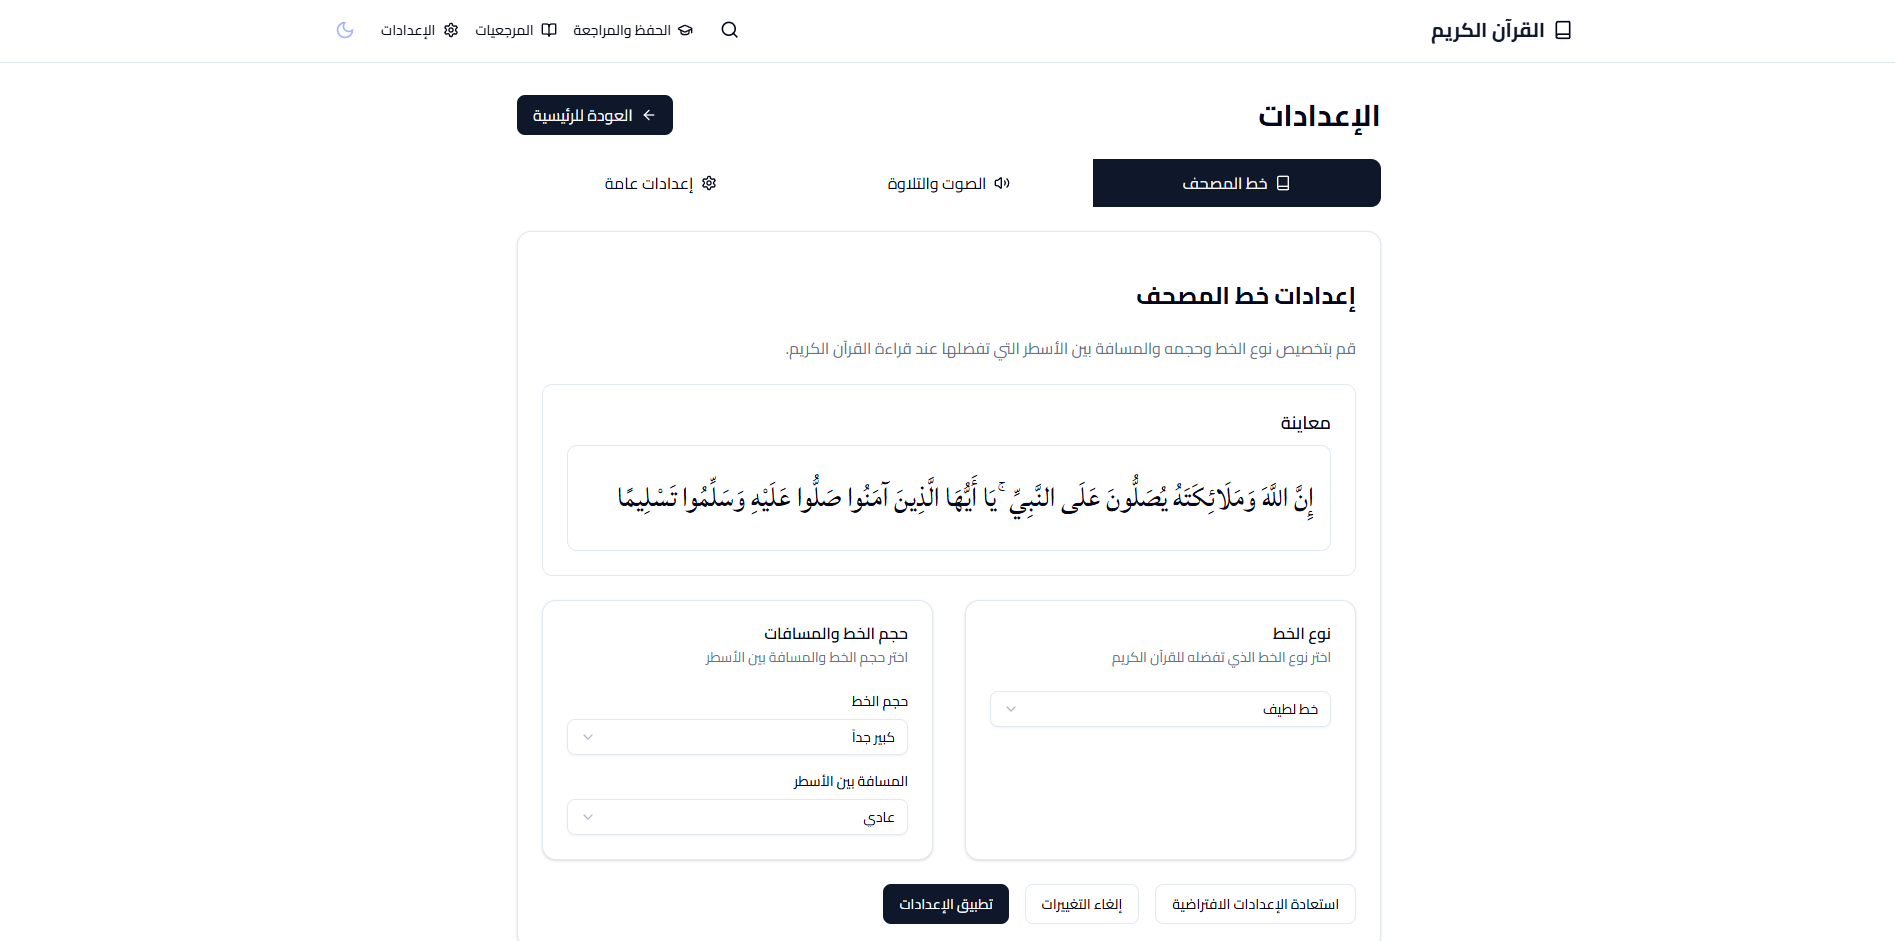 القرآن الكريم
الحفظ والمراجعة
المرجعيات
الإعدادات
الإعدادات
العودة للرئيسية
خط المصحف
الصوت والتلاوة
إعدادات عامة
إعدادات خط المصحف
قم بتخصيص نوع الخط وحجمه والمسافة بين الأسطر التي تفضلها عند قراءة القرآن الكريم.
معاينة
إِنَّ اللَّهَ وَمَلَائِكَتَهُ يُصَلُّونَ عَلَى النَّبِيِّ ۚ يَا أَيُّهَا الَّذِينَ آمَنُوا صَلُّوا عَلَيْهِ وَسَلِّمُوا تَسْلِيمًا
نوع الخط
اختر نوع الخط الذي تفضله للقرآن الكريم
خط لطيف
حجم الخط والمسافات
اختر حجم الخط والمسافة بين الأسطر
حجم الخط
كبير جداً
المسافة بين الأسطر
عادي
استعادة الإعدادات الافتراضية
إلغاء التغييرات
تطبيق الإعدادات